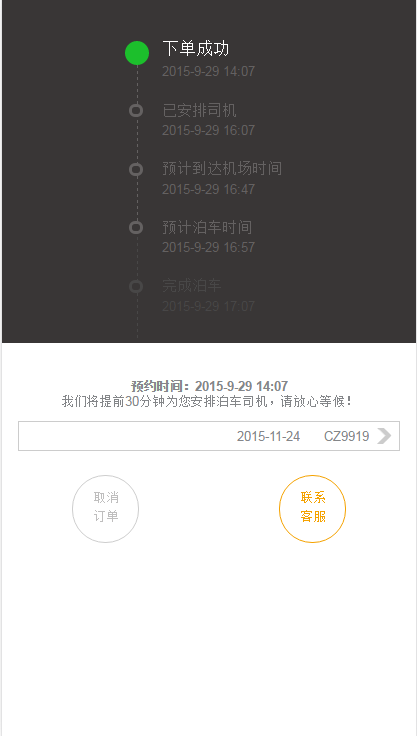 下单成功
2015-9-29 14:07
已安排司机
2015-9-29 16:07
预计到达机场时间
2015-9-29 16:47
预计泊车时间
2015-9-29 16:57
完成泊车
2015-9-29 17:07
预约时间：2015-9-29 14:07
我们将提前30分钟为您安排泊车司机，请放心等候！
2015-11-24 CZ9919
取消
订单
联系
客服